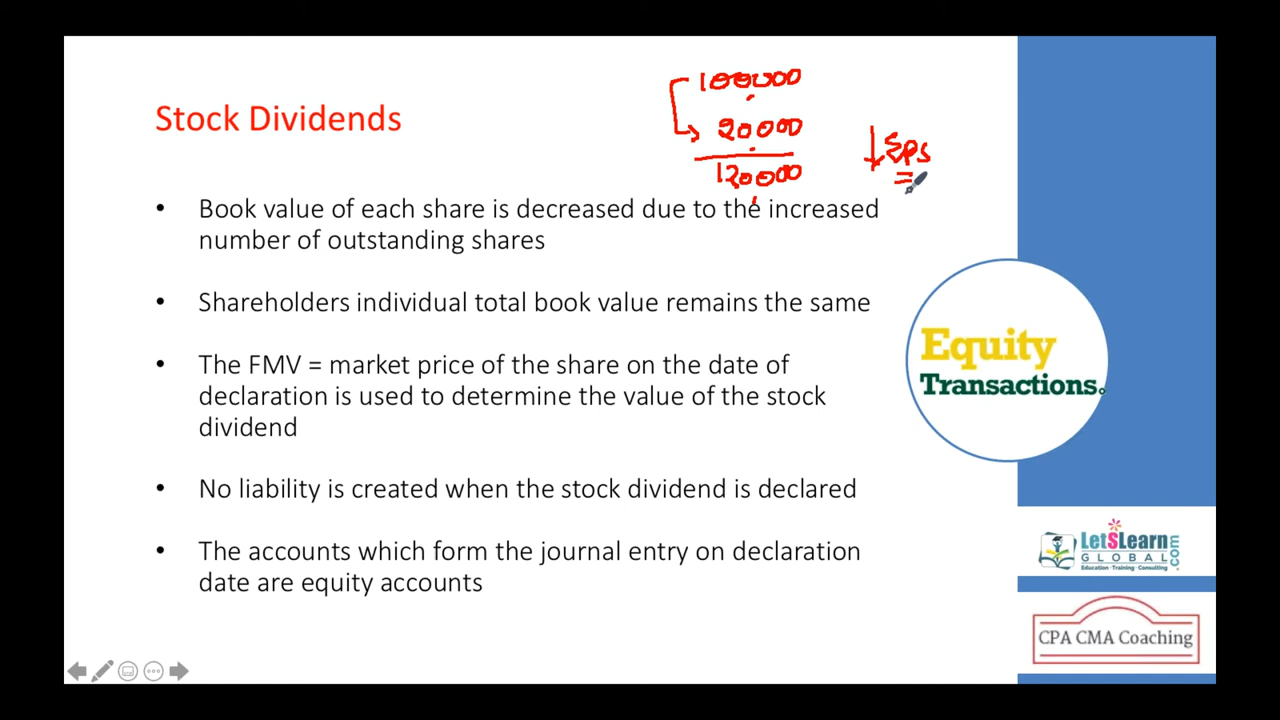 100000
20000
120000
↓ EPS
Stock Dividends
• Book value of each share is decreased due to the increased
number of outstanding shares
• Shareholders individual total book value remains the same
• The FMV = market price of the share on the date of
declaration is used to determine the value of the stock
dividend
• No liability is created when the stock dividend is declared
• The accounts which form the journal entry on declaration
date are equity accounts
Equity
Transactions.
LetSLearn
GLOBAL
.com
Education • Training • Consulting
CPA CMA Coaching